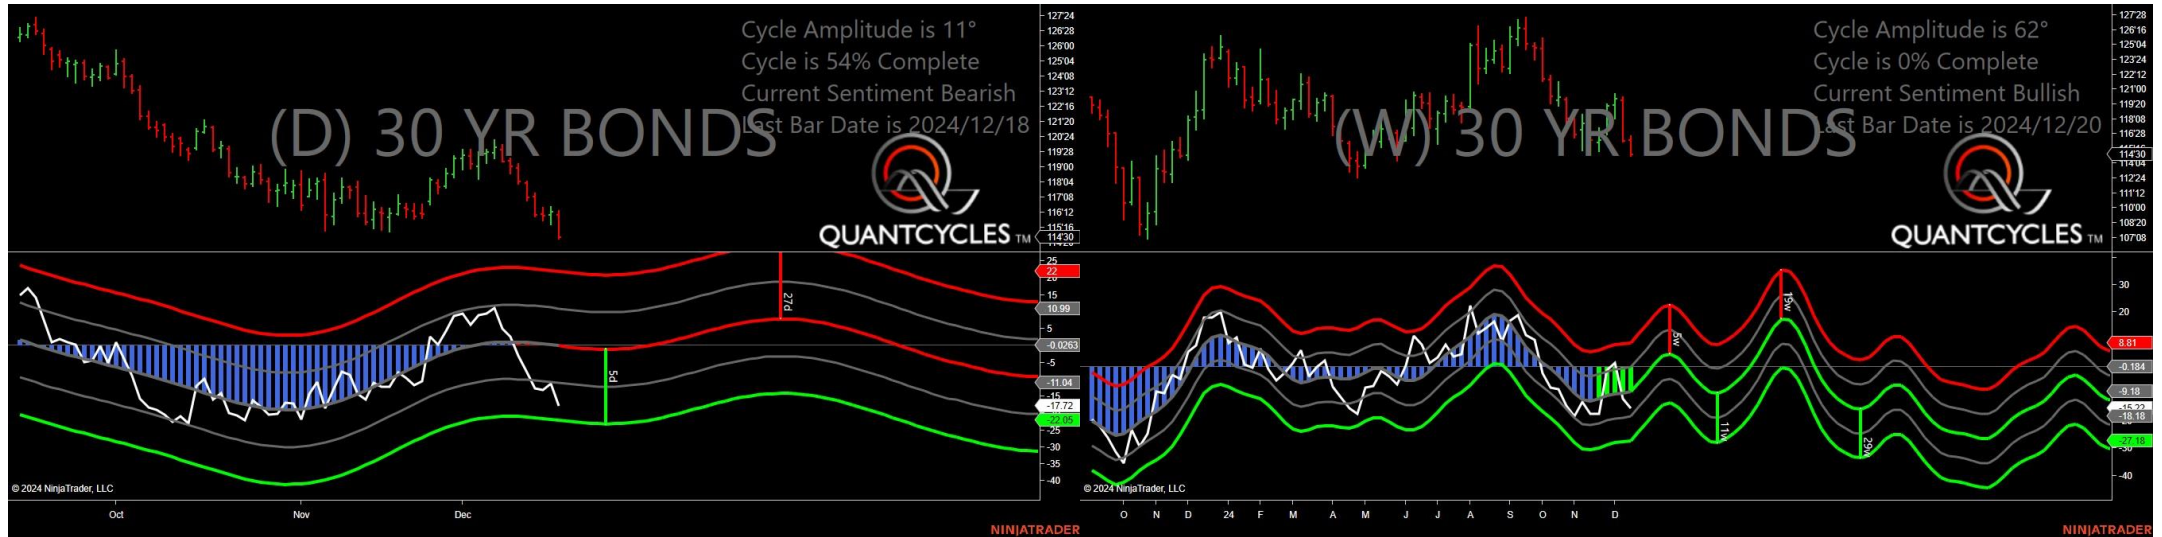 Cycle Amplitude is 11°
Cycle is 54% Complete
Current Sentiment Bearish
Last Bar Date is 2024/12/18
(D) 30 YR BONDS
QUANTCYCLES TM
127'24
126'28
126'00
125'04
124'08
123'12
122'16
121'20
120'24
119'28
119'00
118'04
117'08
116'12
115'16
114'30
25
22
15
10.99
5
-0.0263
-5
-11.04
-15
-17.72
-22.05
-25
-30
-35
-40
27d
5d
© 2024 NinjaTrader, LLC
Oct Nov Dec
NINJATRADER
Cycle Amplitude is 62°
Cycle is 0% Complete
Current Sentiment Bullish
Last Bar Date is 2024/12/20
(W) 30 YR BONDS
QUANTCYCLES TM
127'28
126'16
125'04
123'24
122'12
121'00
119'20
118'08
116'28
114'30
114'04
112'24
111'12
110'00
108'20
107'08
30
20
8.81
-0.184
-9.18
-15.22
-18.18
-27.18
-30
-40
5w
19w
11w
29w
© 2024 NinjaTrader, LLC
O N D 24 F M A M J J A S O N D
NINJATRADER